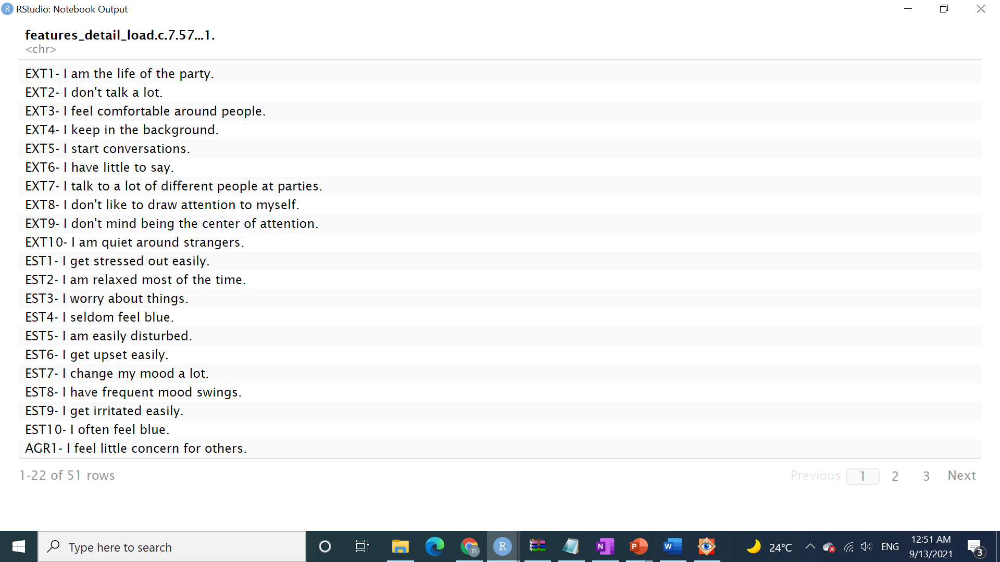 RStudio: Notebook Output
features_detail_load.c.7.57...1.
<chr>
EXT1- I am the life of the party.
EXT2- I don't talk a lot.
EXT3- I feel comfortable around people.
EXT4- I keep in the background.
EXT5- I start conversations.
EXT6- I have little to say.
EXT7- I talk to a lot of different people at parties.
EXT8- I don't like to draw attention to myself.
EXT9- I don't mind being the center of attention.
EXT10- I am quiet around strangers.
EST1- I get stressed out easily.
EST2- I am relaxed most of the time.
EST3- I worry about things.
EST4- I seldom feel blue.
EST5- I am easily disturbed.
EST6- I get upset easily.
EST7- I change my mood a lot.
EST8- I have frequent mood swings.
EST9- I get irritated easily.
EST10- I often feel blue.
AGR1- I feel little concern for others.
1-22 of 51 rows
Previous 1 2 3 Next
Type here to search
24°C
ENG
12:51 AM
9/13/2021
3